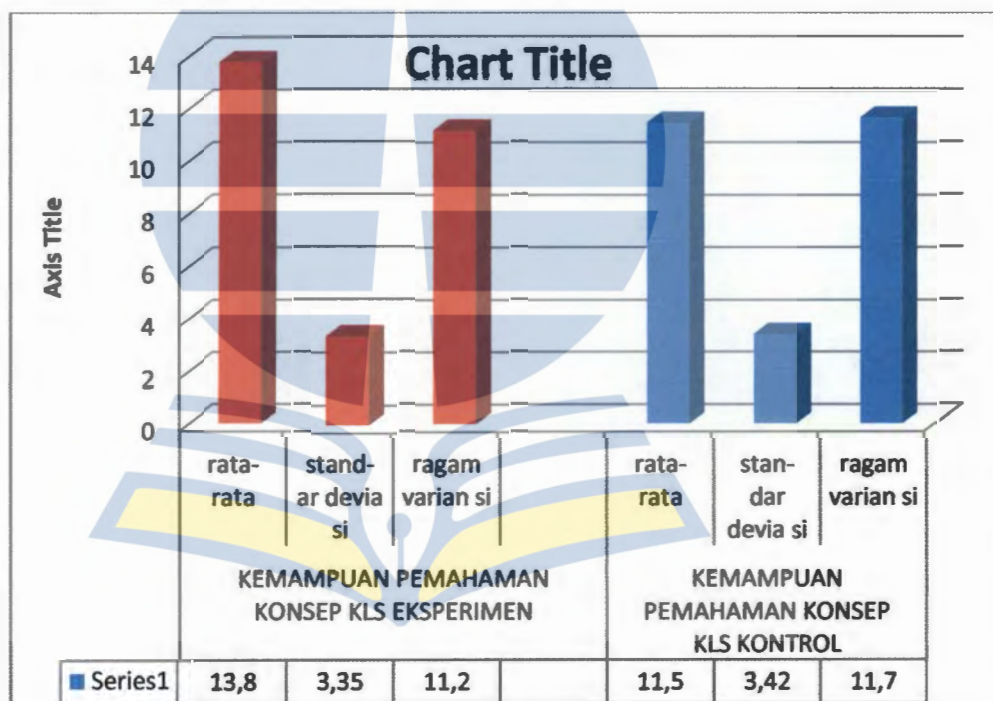 Chart Title
Axis Title
14
12
10
8
6
4
2
0
rata-
rata
stand-
ar devia
si
ragam
varian si
rata-
rata
stan-
dar
devia si
ragam
varian si
KEMAMPUAN PEMAHAMAN
KONSEP KLS EKSPERIMEN
KEMAMPUAN
PEMAHAMAN KONSEP
KLS KONTROL
Series1 13,8 3,35 11,2 11,5 3,42 11,7